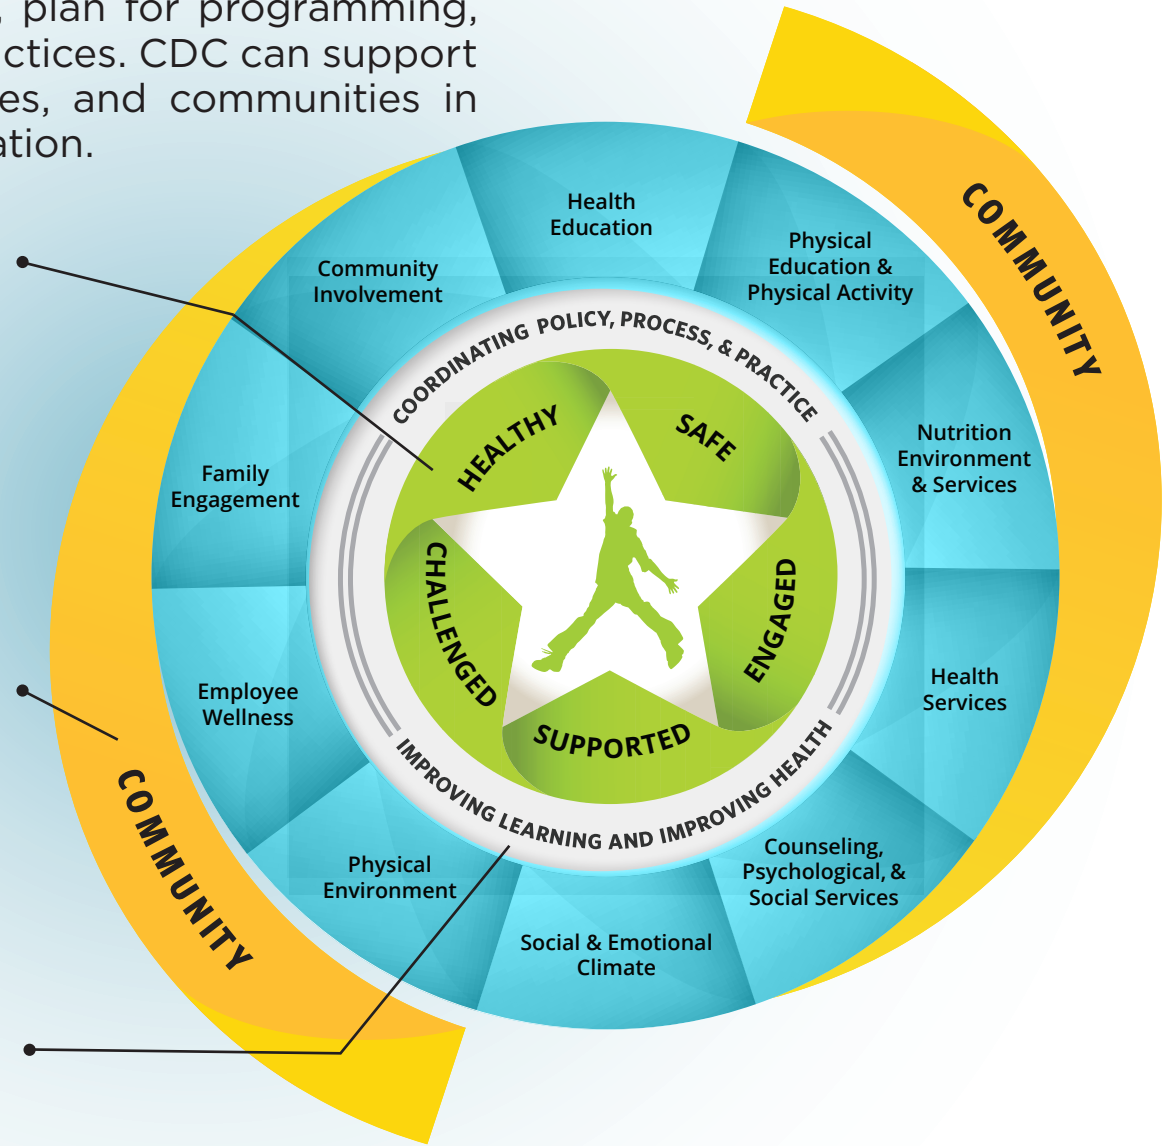 , plan for programming,
ctices. CDC can support
es, and communities in
ation.
Health
Education
Physical
Education &
Physical Activity
Nutrition
Environment
& Services
Health
Services
Counseling,
Psychological, &
Social Services
Social & Emotional
Climate
Physical
Environment
Employee
Wellness
Family
Engagement
Community
Involvement
COMMUNITY
COMMUNITY
COORDINATING POLICY, PROCESS, & PRACTICE
IMPROVING LEARNING AND IMPROVING HEALTH
HEALTHY
SAFE
ENGAGED
SUPPORTED
CHALLENGED